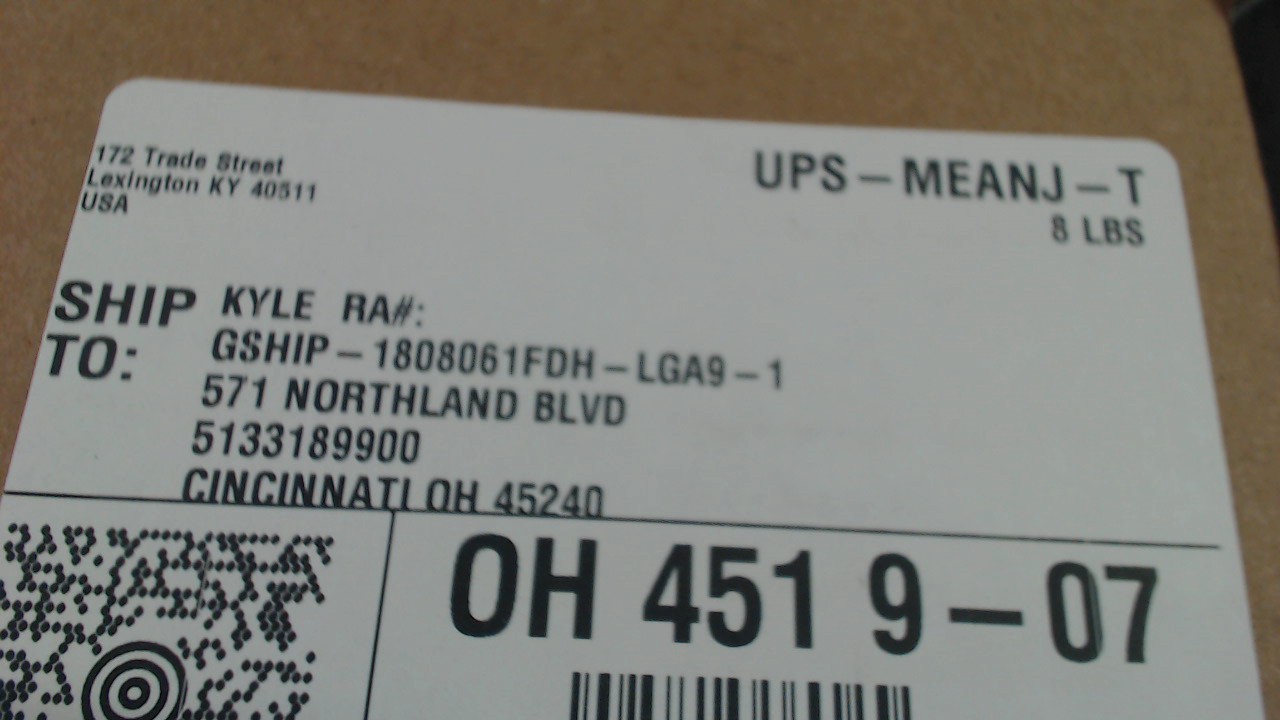 172 Trade Street
Lexington KY 40511
USA
UPS-MEANJ-T
8 LBS
SHIP TO:
KYLE RA#:
GSHIP-1808061FDH-LGA9-1
571 NORTHLAND BLVD
5133189900
CINCINNATI OH 45240
OH 451 9-07